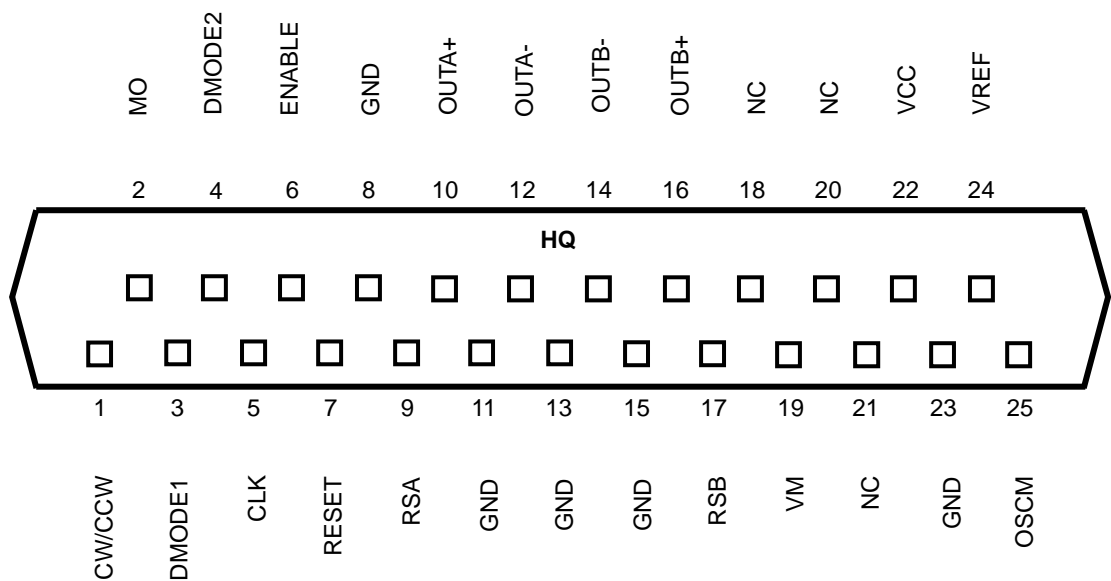 MO DMODE2 ENABLE GND OUTA+ OUTA- OUTB- OUTB+ NC NC VCC VREF
2 4 6 8 10 12 14 16 18 20 22 24
HQ
1 3 5 7 9 11 13 15 17 19 21 23 25
CW/CCW DMODE1 CLK RESET RSA GND GND GND RSB VM NC GND OSCM